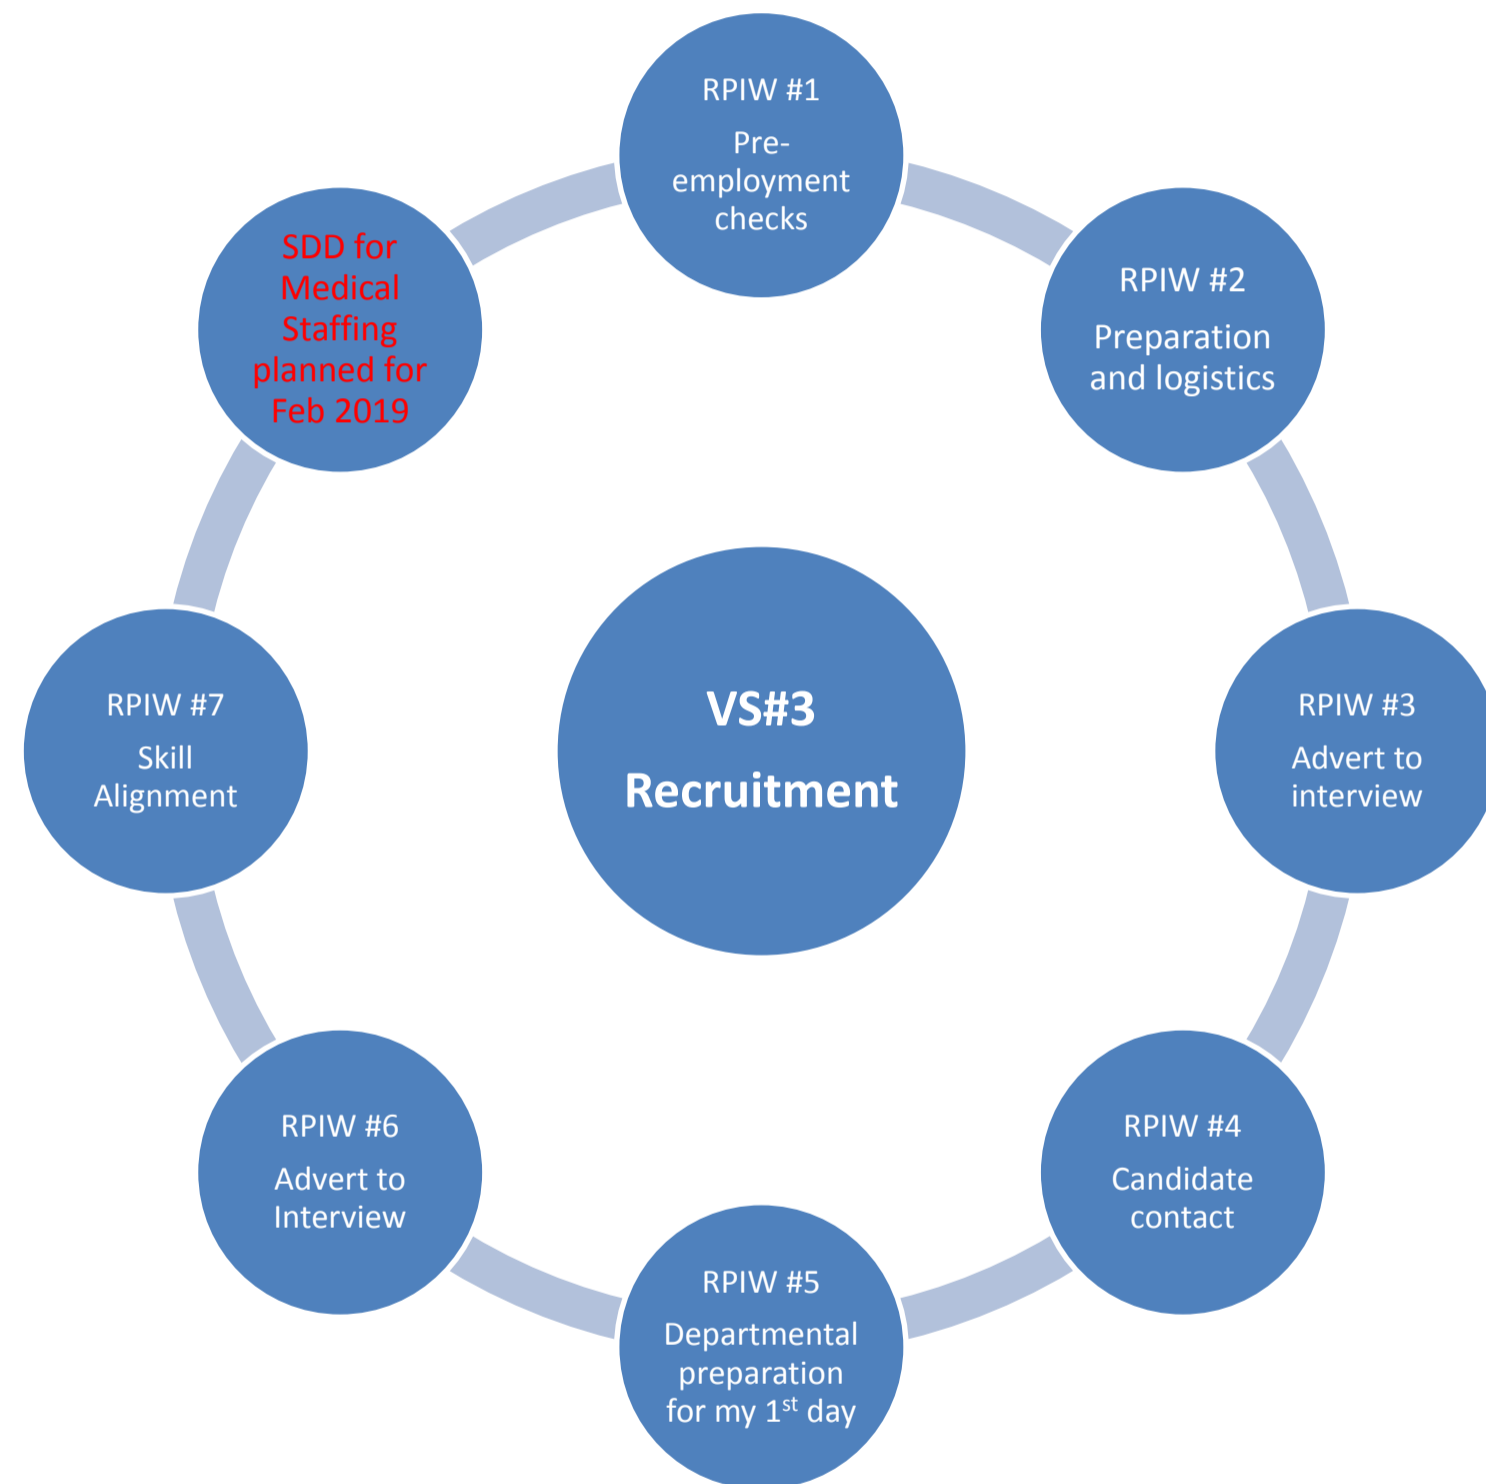 RPIW #1
Pre-
employment
checks
RPIW #2
Preparation
and logistics
RPIW #3
Advert to
interview
RPIW #4
Candidate
contact
RPIW #5
Departmental
preparation
for my 1st day
RPIW #6
Advert to
Interview
RPIW #7
Skill
Alignment
SDD for
Medical
Staffing
planned for
Feb 2019
VS#3
Recruitment